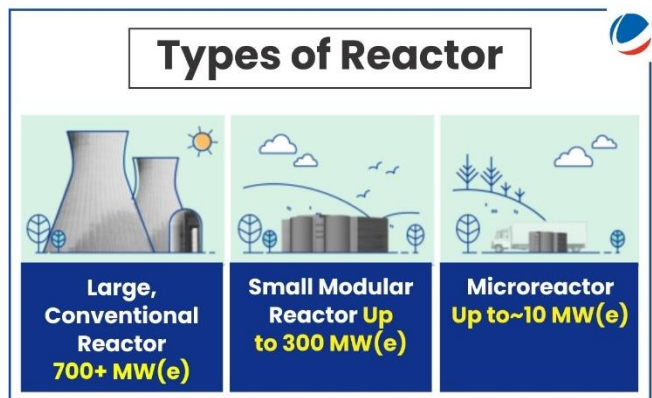 Types of Reactor
Large,
Conventional
Reactor
700+ MW(e)
Small Modular
Reactor Up
to 300 MW(e)
Microreactor
Up to~10 MW(e)